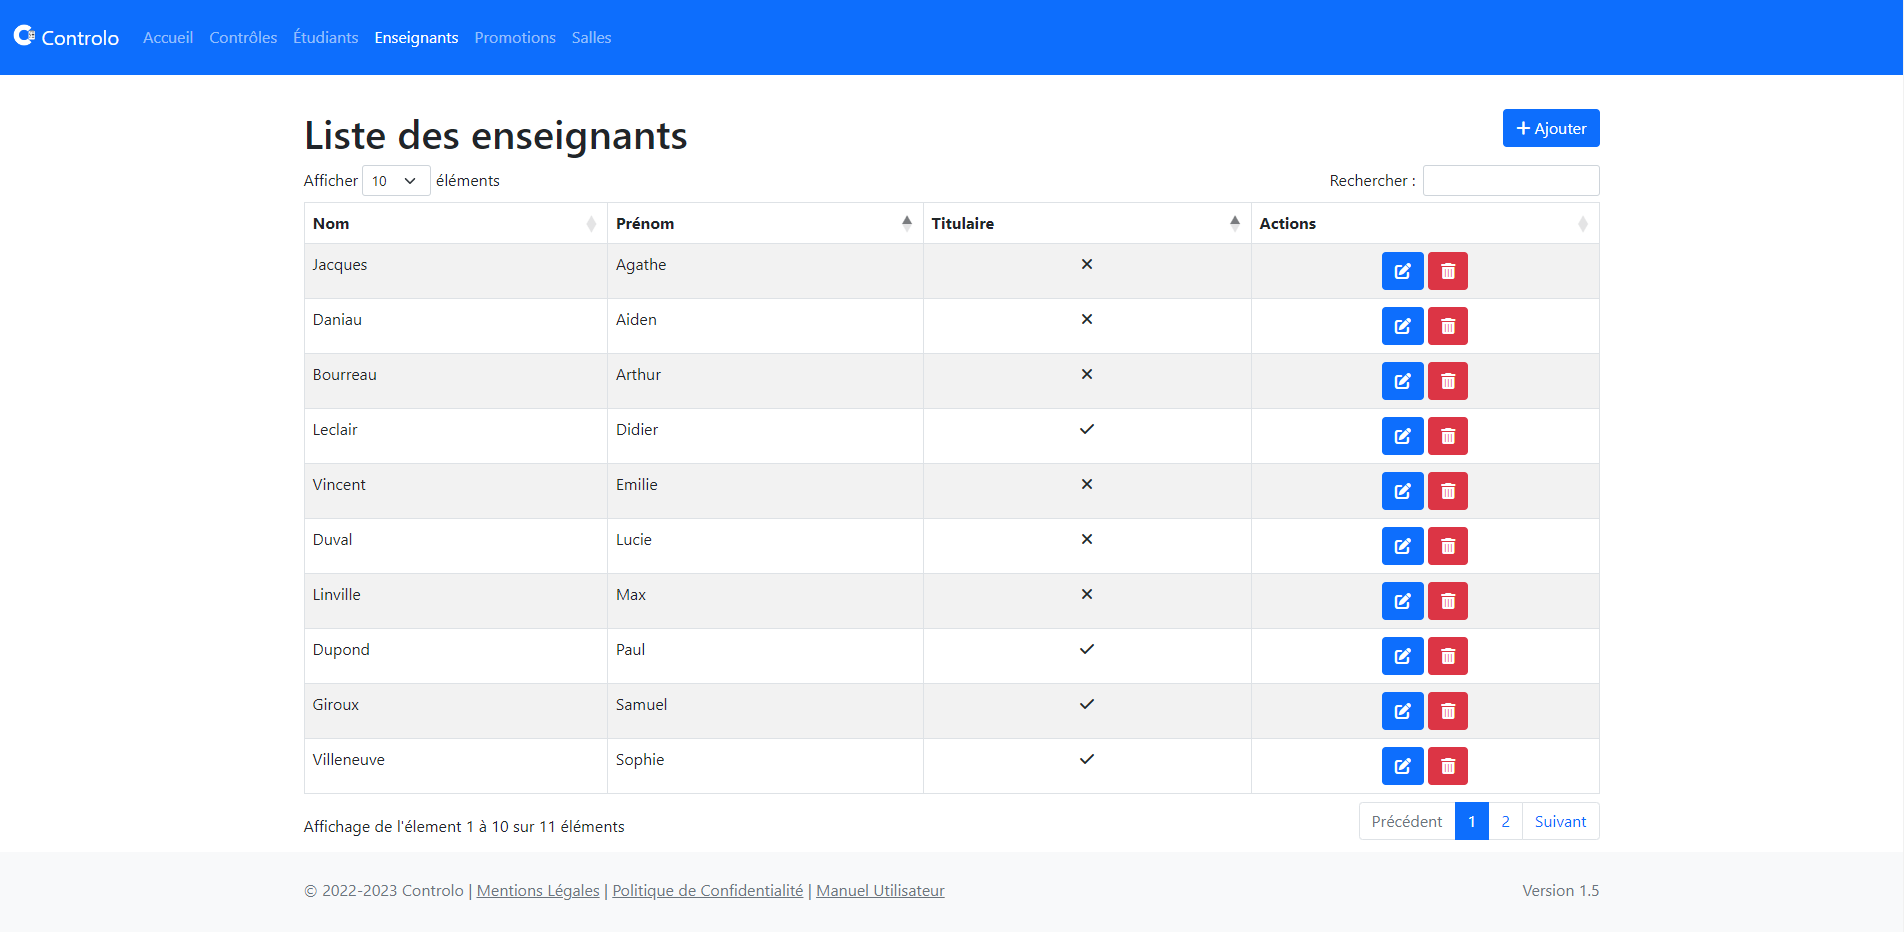 Controlo Accueil Contrôles Étudiants Enseignants Promotions Salles
Liste des enseignants
Ajouter
Afficher 10 éléments
Rechercher :
Nom Prénom Titulaire Actions
Jacques Agathe
Daniau Aiden
Bourreau Arthur
Leclair Didier
Vincent Emilie
Duval Lucie
Linville Max
Dupond Paul
Giroux Samuel
Villeneuve Sophie
Affichage de l'élement 1 à 10 sur 11 éléments
Précédent 1 2 Suivant
© 2022-2023 Controlo | Mentions Légales | Politique de Confidentialité | Manuel Utilisateur
Version 1.5